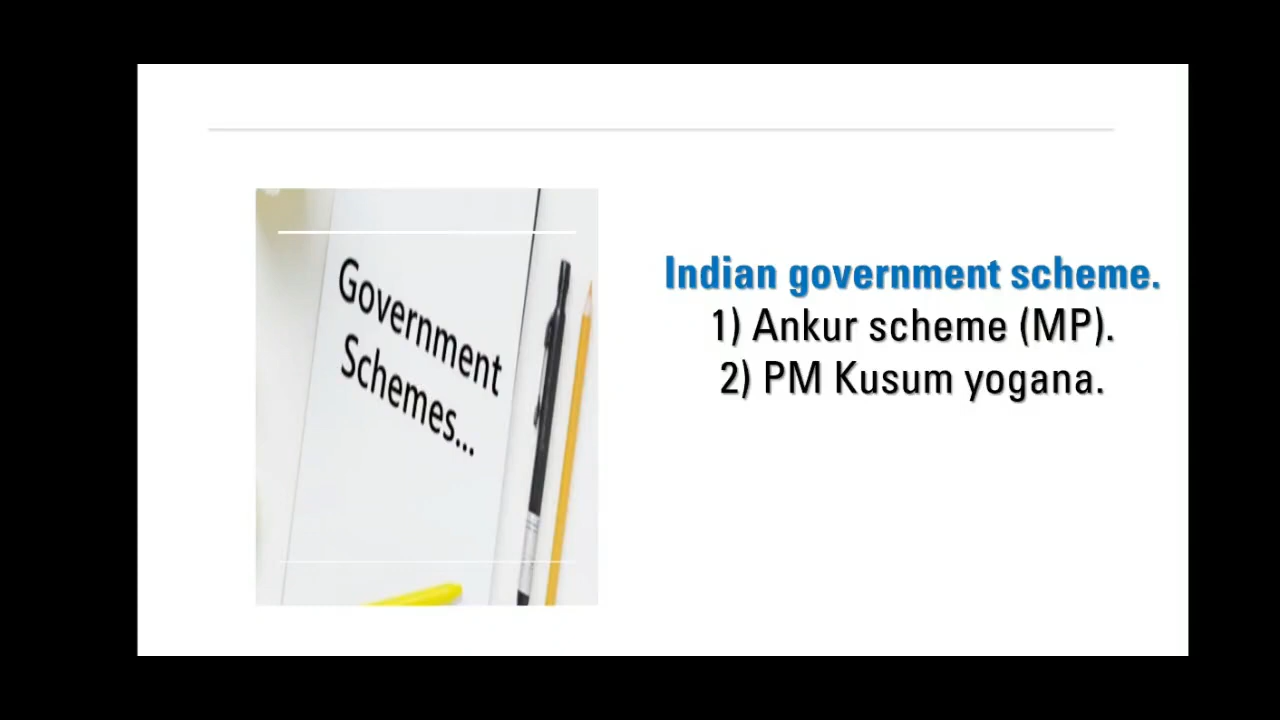 Government
Schemes...
Indian government scheme.
1) Ankur scheme (MP).
2) PM Kusum yogana.